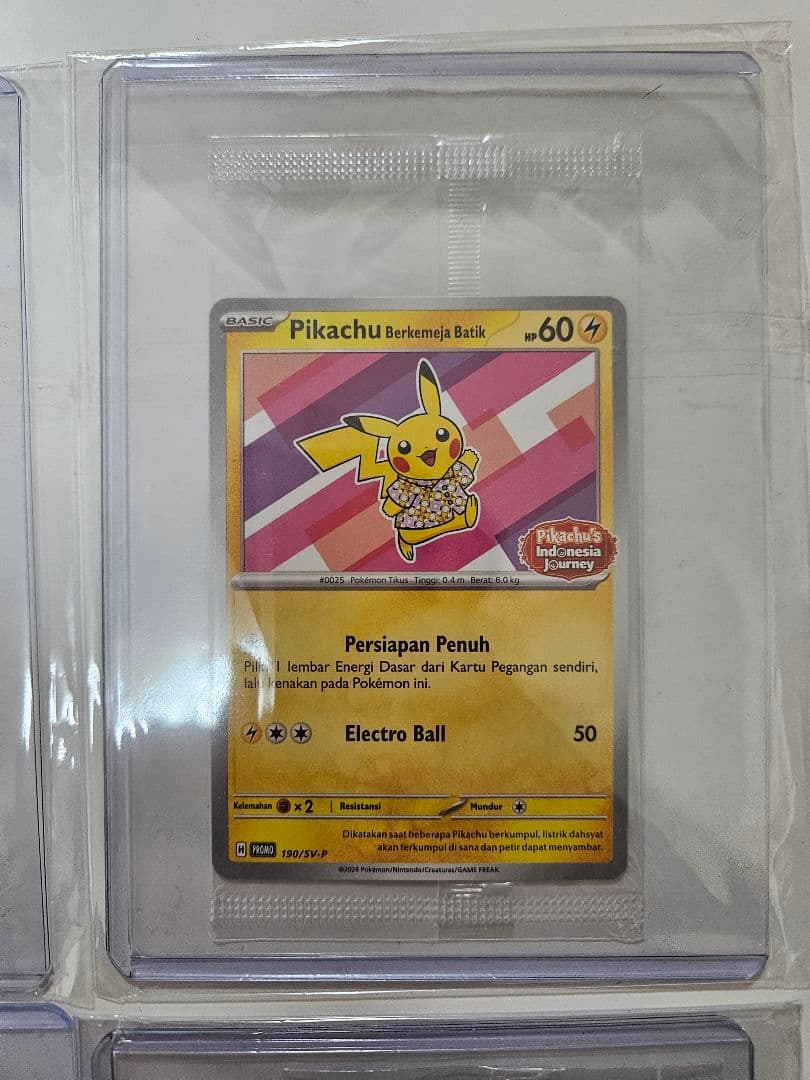 BASIC Pikachu Berkemeja Batik HP 60
Pikachu's
Indonesia
Journey
#0025 Pokémon Tikus Tinggi: 0.4 m Berat: 6.0 kg
Persiapan Penuh
Pilih 1 lembar Energi Dasar dari Kartu Pegangan sendiri,
lalu kenakan pada Pokémon ini.
Electro Ball 50
Kelemahan ×2 Resistansi Mundur
Dikatakan saat beberapa Pikachu berkumpul, listrik dahsyat
akan terkumpul di sana dan petir dapat menyambar.
H PROMO 190/SV-P
©2024 Pokémon/Nintendo/Creatures/GAME FREAK